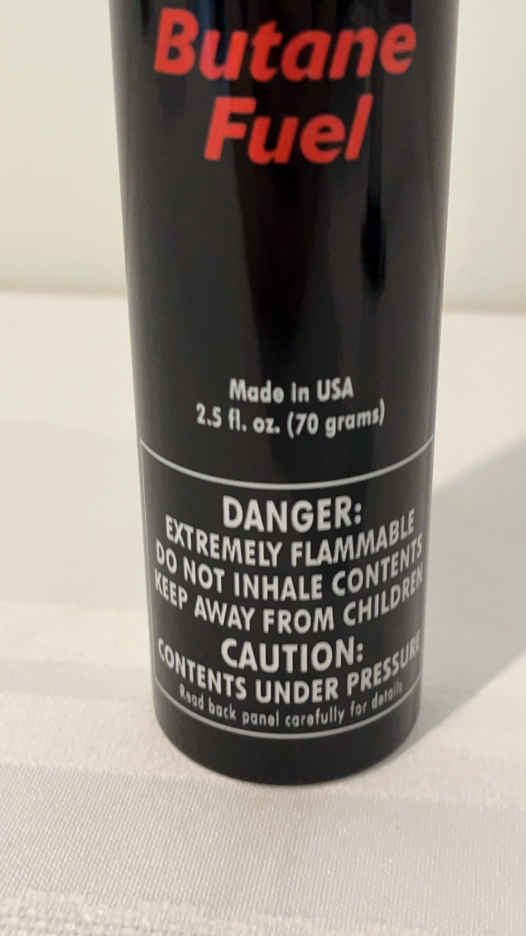 Butane
Fuel
Made in USA
2.5 fl. oz. (70 grams)
DANGER:
EXTREMELY FLAMMABLE
DO NOT INHALE CONTENTS
KEEP AWAY FROM CHILDREN
CAUTION:
CONTENTS UNDER PRESSURE
Read back panel carefully for details